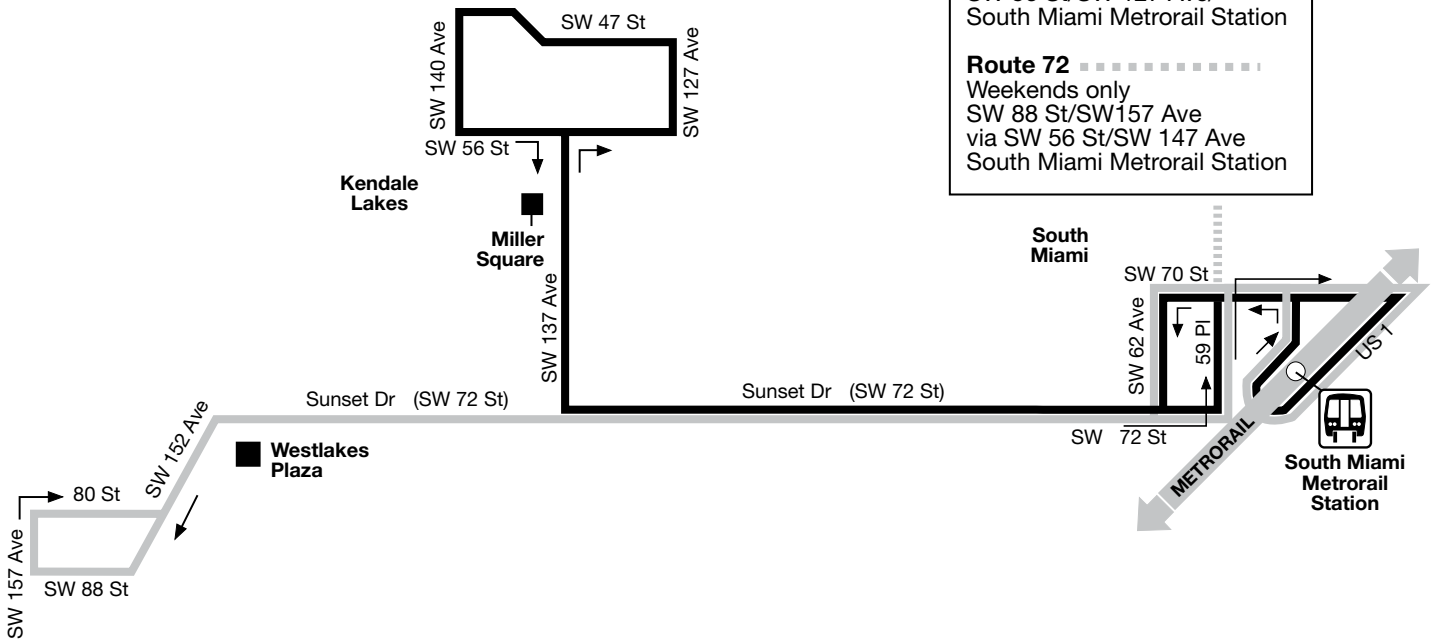 South Miami Metrorail Station
Route 72
Weekends only
SW 88 St/SW157 Ave
via SW 56 St/SW 147 Ave
South Miami Metrorail Station
SW 47 St
SW 140 Ave
SW 127 Ave
SW 56 St
Kendale
Lakes
Miller
Square
SW 137 Ave
South
Miami
SW 70 St
SW 62 Ave
59 Pl
US 1
Sunset Dr (SW 72 St)
Sunset Dr (SW 72 St)
SW 72 St
METRORAIL
South Miami
Metrorail
Station
SW 152 Ave
Westlakes
Plaza
80 St
SW 157 Ave
SW 88 St